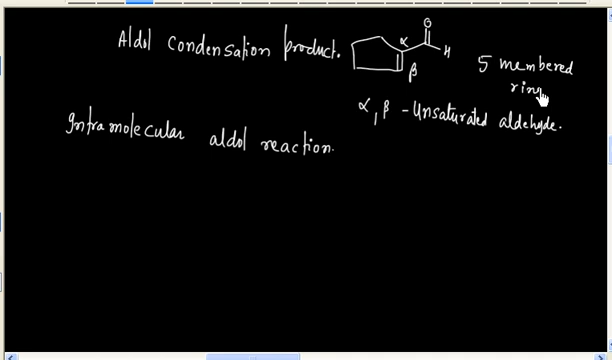 Aldol Condensation product.
O
α
H
β
5 membered
ring
α, β - Unsaturated aldehyde.
Intramolecular aldol reaction.